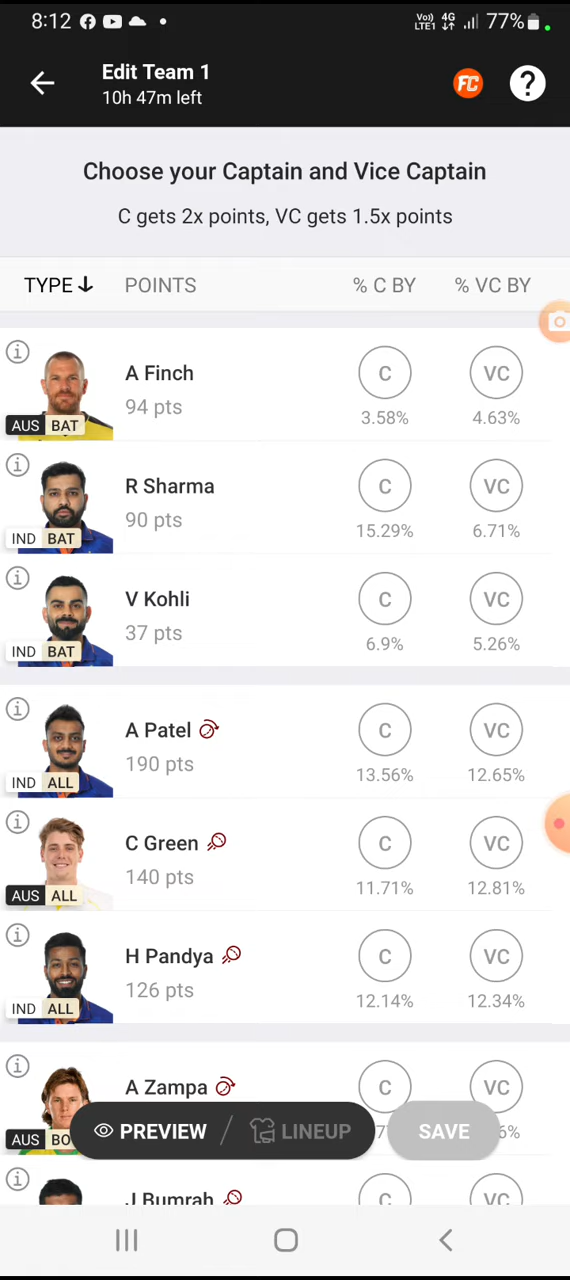 8:12
Vo)) LTE1 4G 77%
Edit Team 1
10h 47m left
FC
?
Choose your Captain and Vice Captain
C gets 2x points, VC gets 1.5x points
TYPE POINTS % C BY % VC BY
A Finch
94 pts
C VC
3.58% 4.63%
AUS BAT
R Sharma
90 pts
C VC
15.29% 6.71%
IND BAT
V Kohli
37 pts
C VC
6.9% 5.26%
IND BAT
A Patel
190 pts
C VC
13.56% 12.65%
IND ALL
C Green
140 pts
C VC
11.71% 12.81%
AUS ALL
H Pandya
126 pts
C VC
12.14% 12.34%
IND ALL
A Zampa
C VC
AUS
PREVIEW / LINEUP
SAVE
J Bumrah
C VC